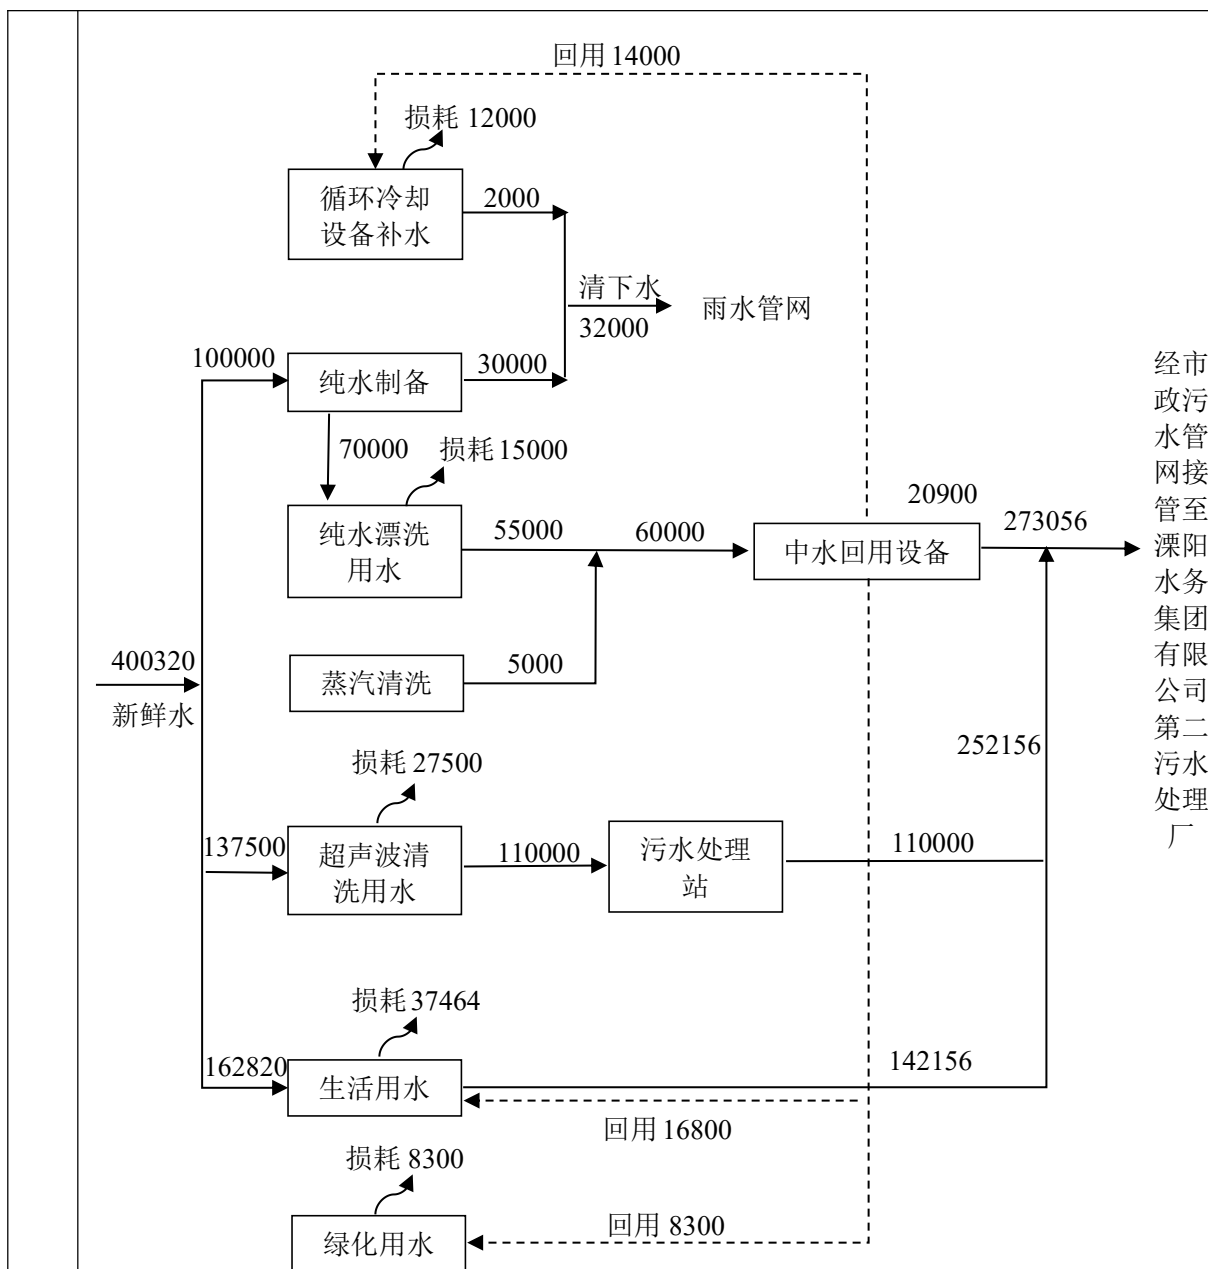 回用 14000
损耗 12000
循环冷却
设备补水
2000
清下水
32000
雨水管网
100000
纯水制备
30000
70000
损耗 15000
纯水漂洗
用水
55000
60000
20900
中水回用设备
273056
经市
政污
水管
网接
管至
溧阳
水务
集团
有限
公司
第二
污水
处理
厂
蒸汽清洗
5000
400320
新鲜水
252156
损耗 27500
137500
超声波清
洗用水
110000
污水处理
站
110000
损耗 37464
162820
生活用水
142156
回用 16800
损耗 8300
绿化用水
回用 8300